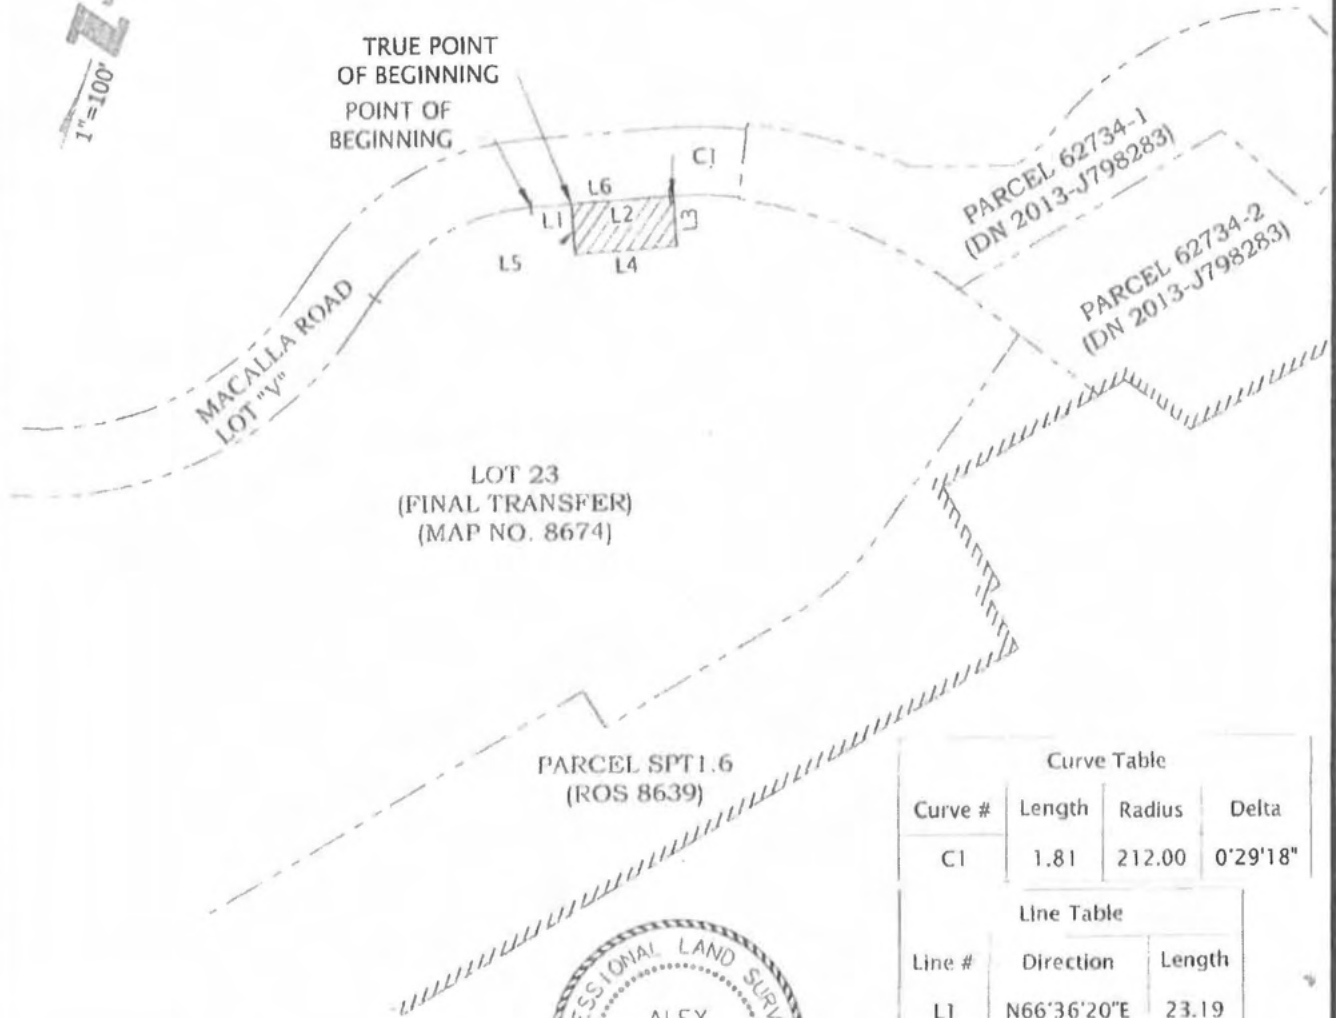 1"=100'
TRUE POINT
OF BEGINNING
POINT OF
BEGINNING
C1
L6
L1
L2
L3
L5
L4
PARCEL 62734-1
(DN 2013-J798283)
PARCEL 62734-2
(DN 2013-J798283)
MACALLA ROAD
LOT "V"
LOT 23
(FINAL TRANSFER)
(MAP NO. 8674)
PARCEL SPT1.6
(ROS 8639)
Curve Table
Curve # Length Radius Delta
C1 1.81 212.00 0°29'18"
Line Table
Line # Direction Length
L1 N66°36'20"E 23.19
LAND
ALEX